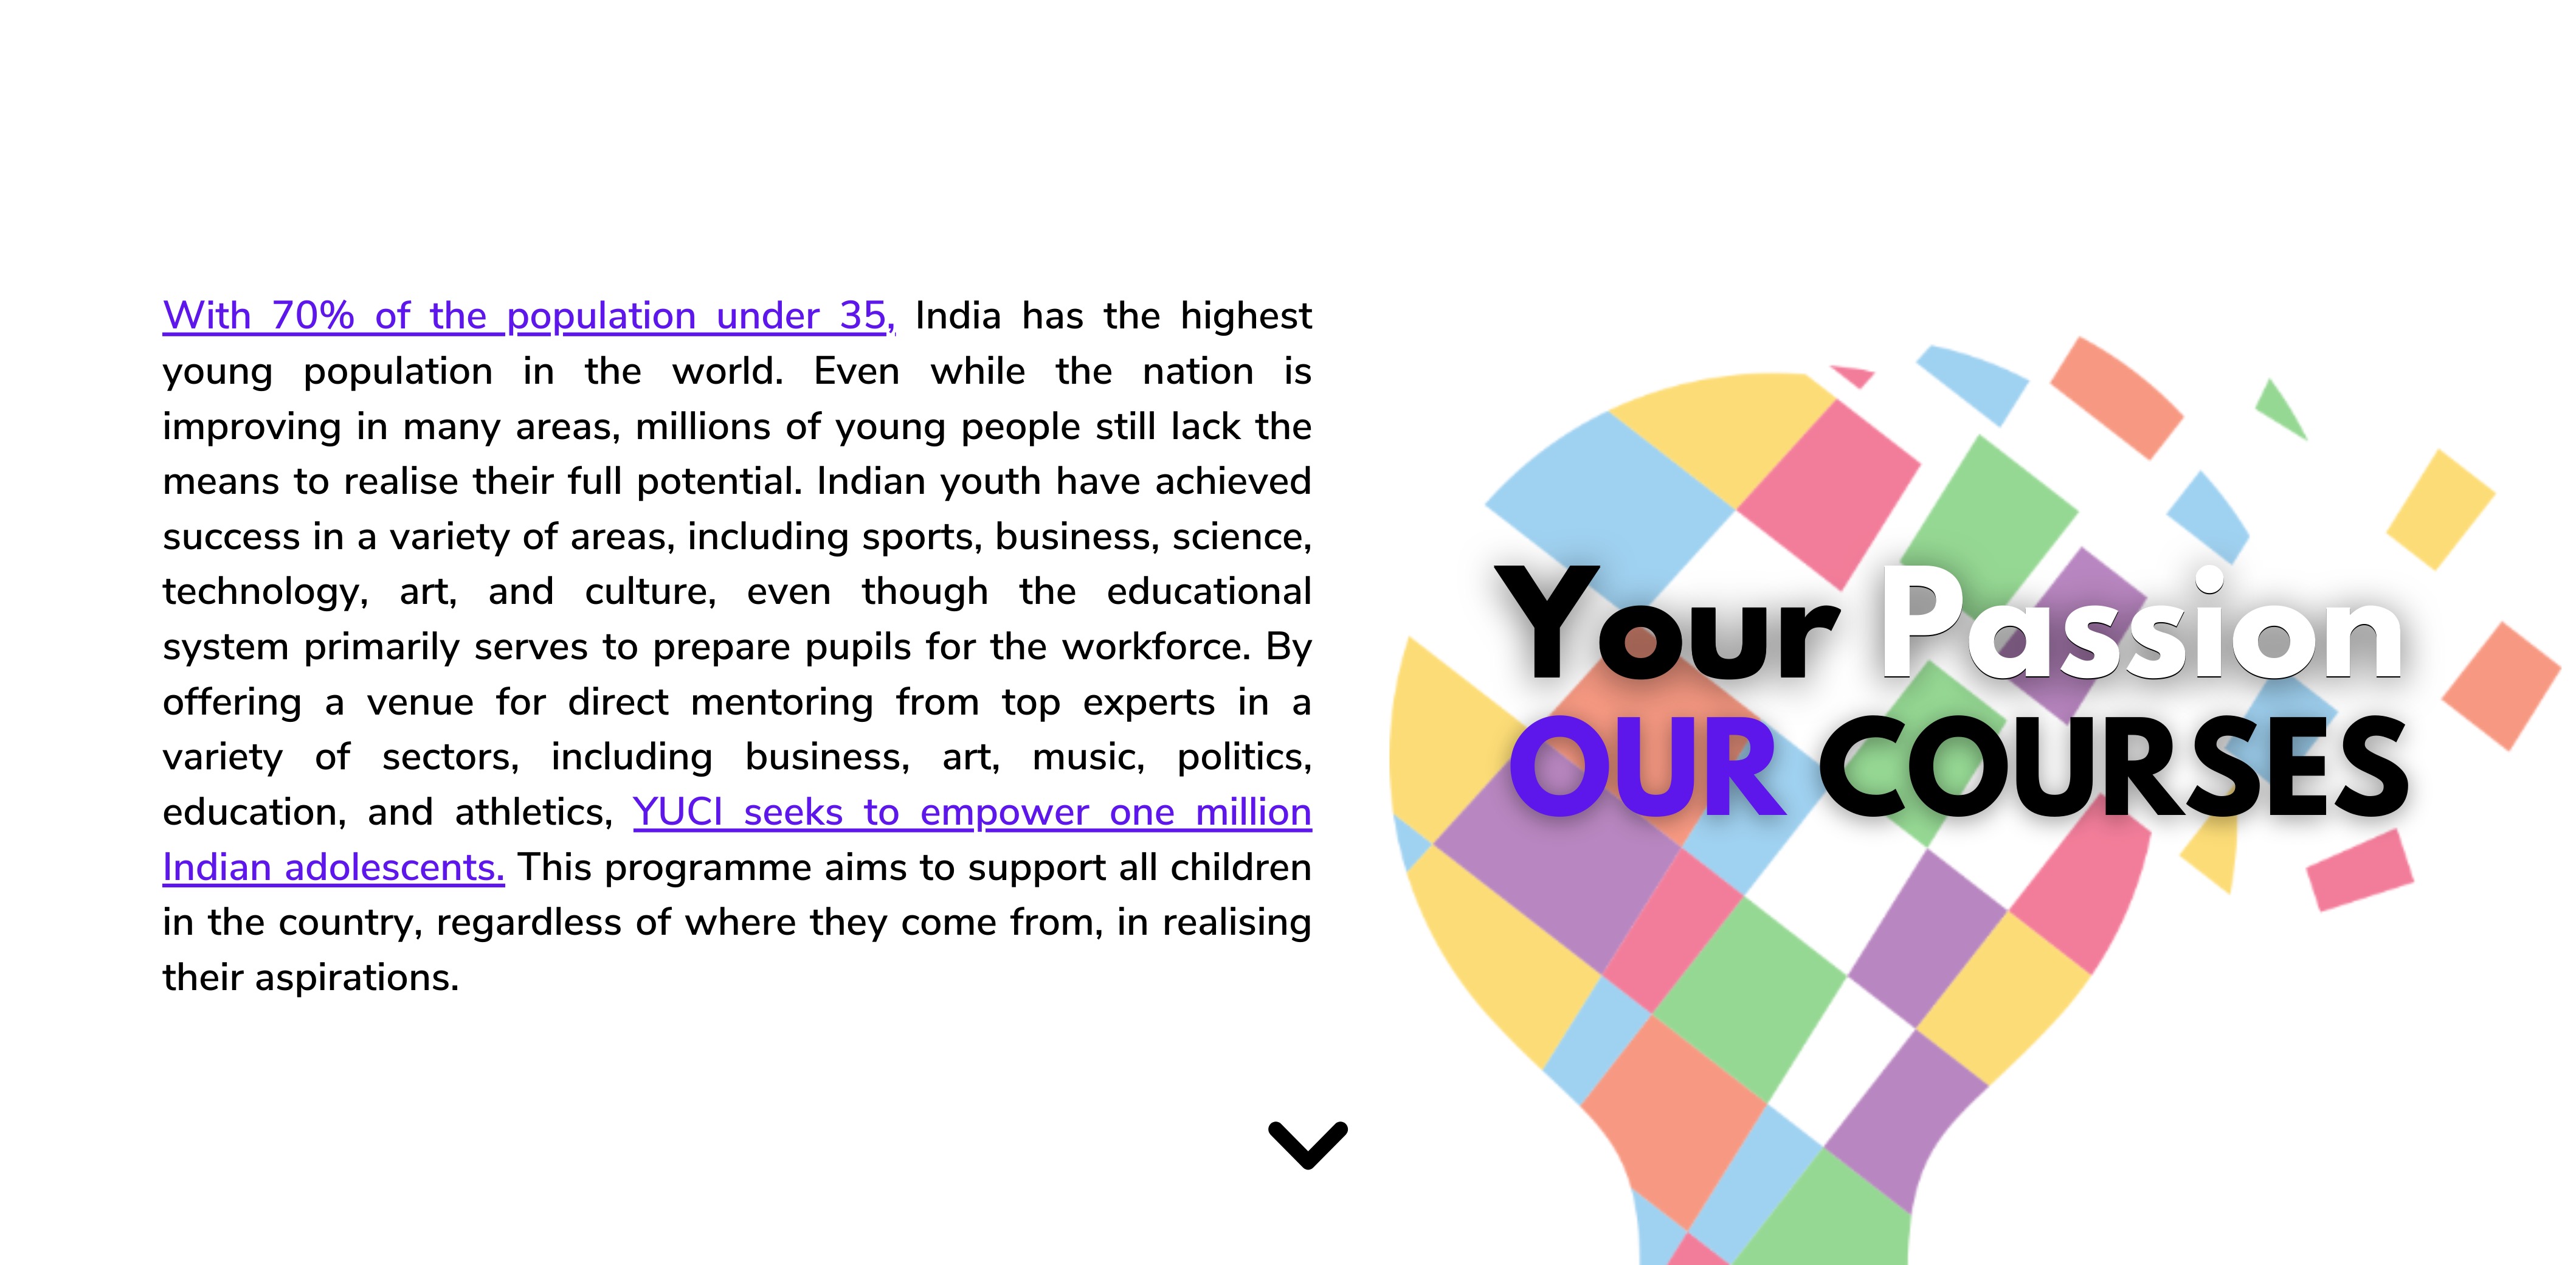 With 70% of the population under 35, India has the highest
young population in the world. Even while the nation is
improving in many areas, millions of young people still lack the
means to realise their full potential. Indian youth have achieved
success in a variety of areas, including sports, business, science,
technology, art, and culture, even though the educational
system primarily serves to prepare pupils for the workforce. By
offering a venue for direct mentoring from top experts in a
variety of sectors, including business, art, music, politics,
education, and athletics, YUCI seeks to empower one million
Indian adolescents. This programme aims to support all children
in the country, regardless of where they come from, in realising
their aspirations.
Your Passion
OUR COURSES